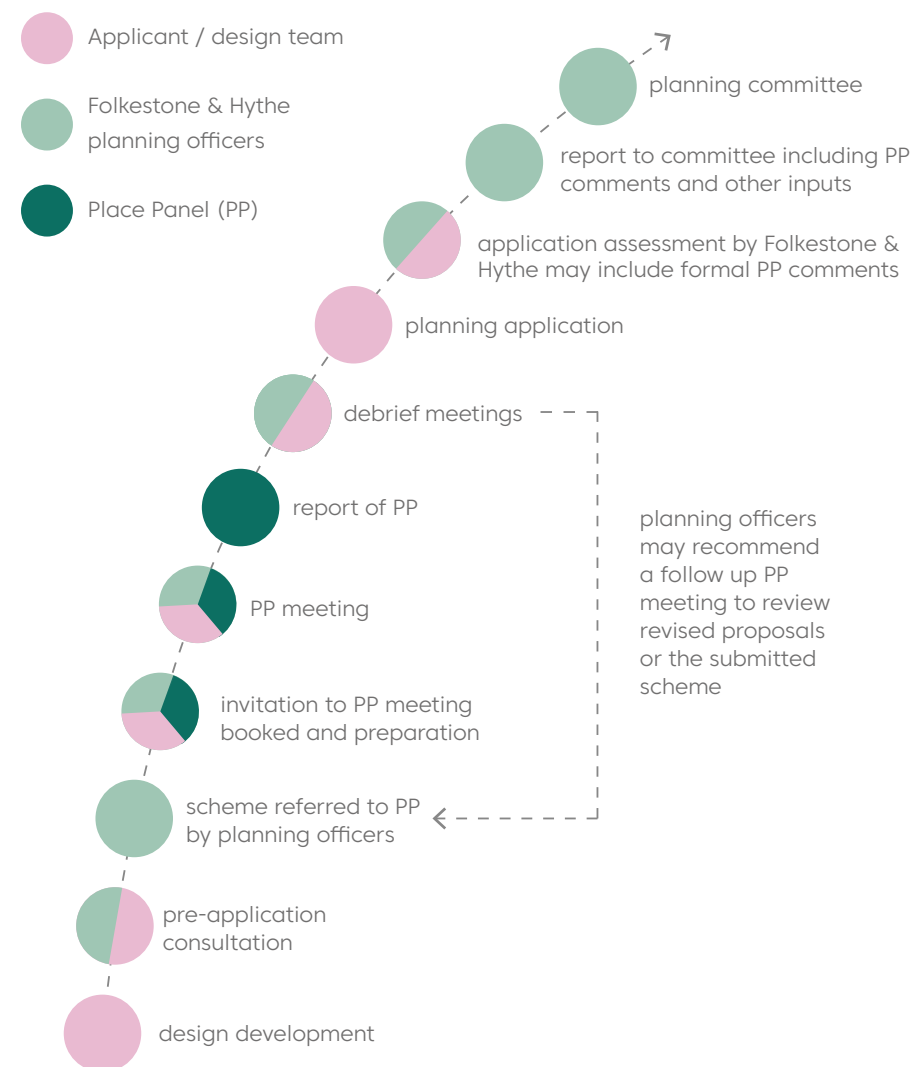 Applicant / design team
Folkestone & Hythe
planning officers
Place Panel (PP)
planning committee
report to committee including PP
comments and other inputs
application assessment by Folkestone &
Hythe may include formal PP comments
planning application
debrief meetings
report of PP
planning officers
may recommend
a follow up PP
meeting to review
revised proposals
or the submitted
scheme
PP meeting
invitation to PP meeting
booked and preparation
scheme referred to PP
by planning officers
pre-application
consultation
design development